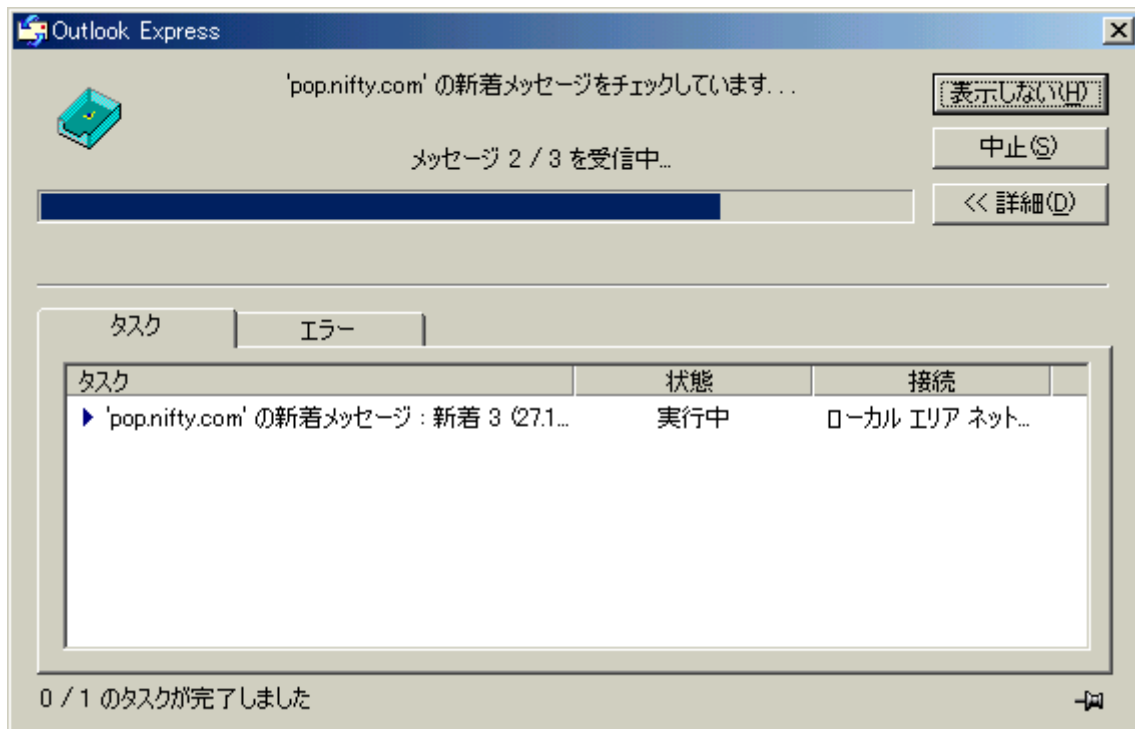 Outlook Express
'pop.nifty.com' の新着メッセージをチェックしています...
表示しない(H)
メッセージ 2 / 3 を受信中...
中止(S)
<< 詳細(D)
タスク
エラー
タスク 状態 接続
'pop.nifty.com' の新着メッセージ : 新着 3 (27.1... 実行中 ローカル エリア ネット...
0 / 1 のタスクが完了しました